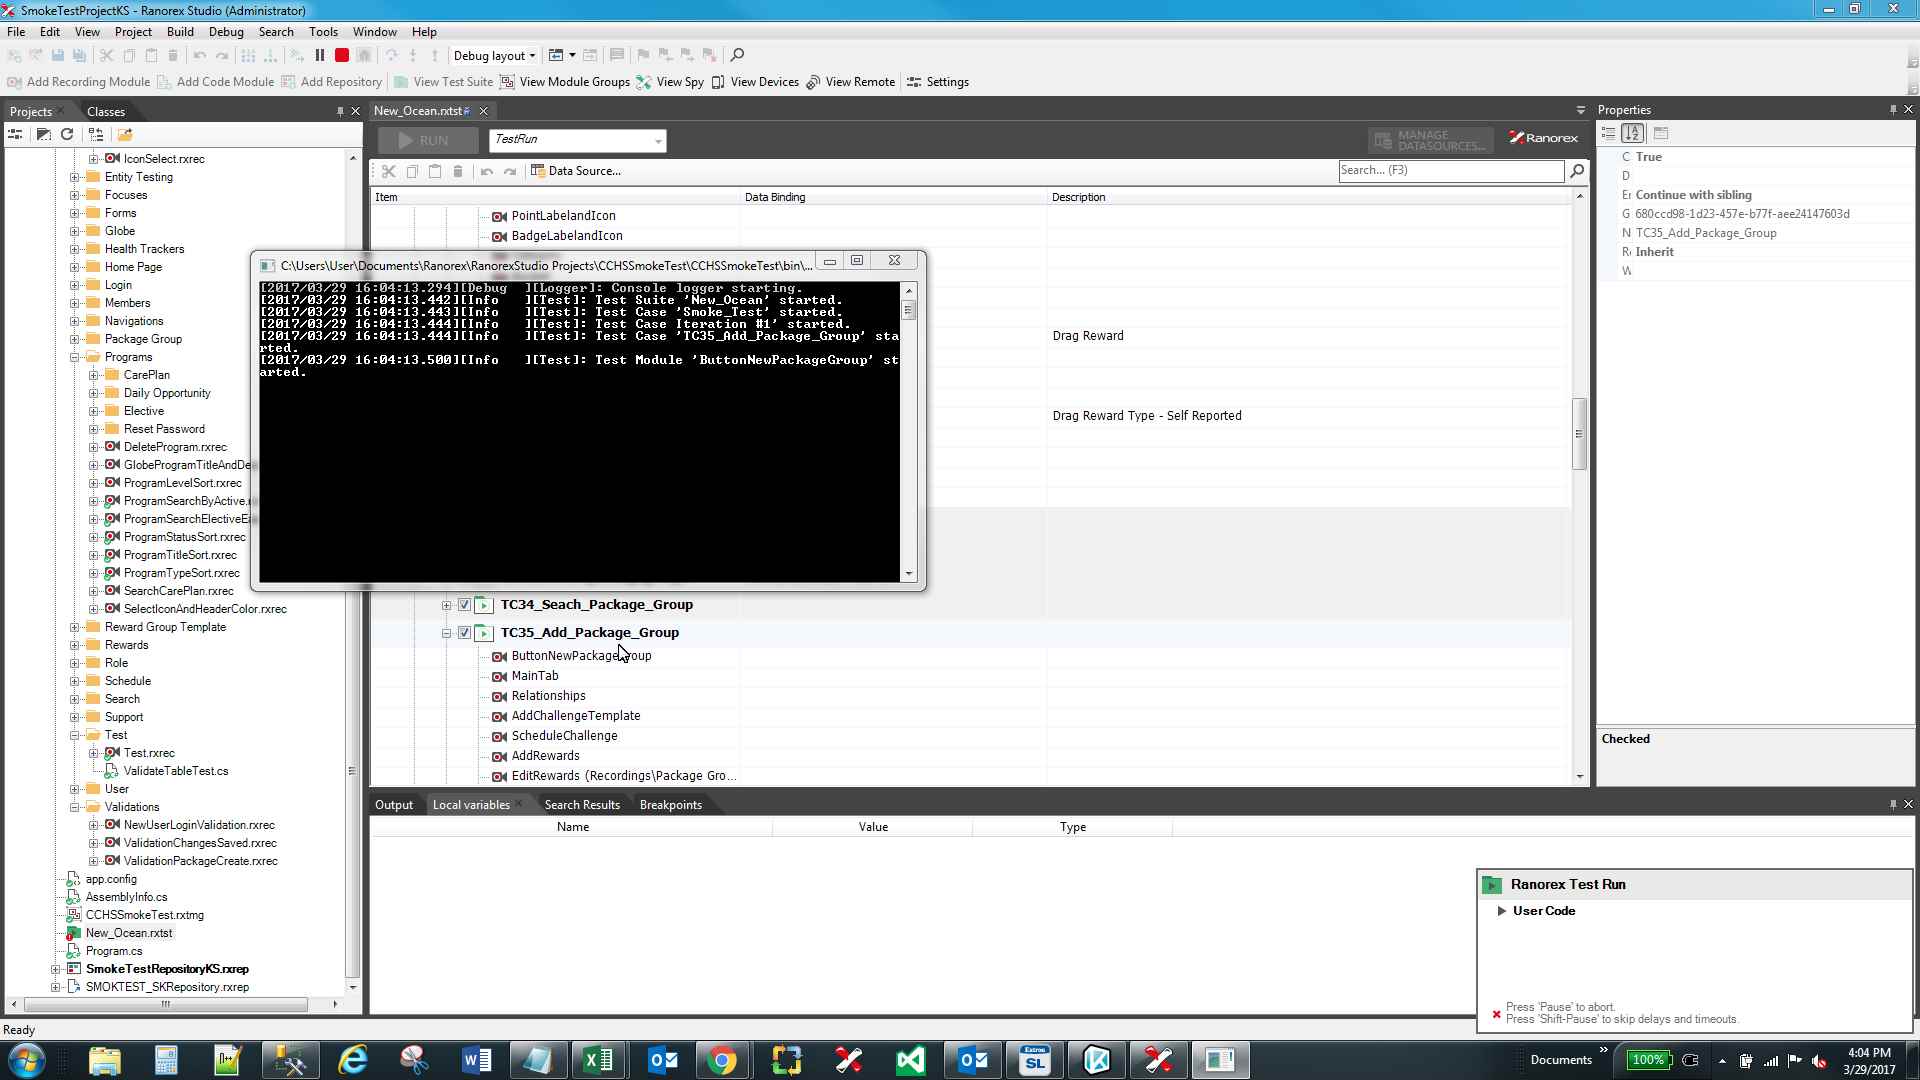 SmokeTestProjectKS - Ranorex Studio (Administrator)
File Edit View Project Build Debug Search Tools Window Help
Debug layout
Add Recording Module Add Code Module Add Repository View Test Suite View Module Groups View Spy View Devices View Remote Settings
Projects Classes
IconSelect.rxrec
Entity Testing
Focuses
Forms
Globe
Health Trackers
Home Page
Login
Members
Navigations
Package Group
Programs
CarePlan
Daily Opportunity
Elective
Reset Password
DeleteProgram.rxrec
GlobeProgramTitleAndDe
ProgramLevelSort.rxrec
ProgramSearchByActive.r
ProgramSearchElectiveEa
ProgramStatusSort.rxrec
ProgramTitleSort.rxrec
ProgramTypeSort.rxrec
SearchCarePlan.rxrec
SelectIconAndHeaderColor.rxrec
Reward Group Template
Rewards
Role
Schedule
Search
Support
Test
Test.rxrec
ValidateTableTest.cs
User
Validations
NewUserLoginValidation.rxrec
ValidationChangesSaved.rxrec
ValidationPackageCreate.rxrec
app.config
AssemblyInfo.cs
CCHSSmokeTest.rxtmg
New_Ocean.rxtst
Program.cs
SmokeTestRepositoryKS.rxrep
SMOKTEST_SKRepository.rxrep
New_Ocean.rxtst
RUN TestRun MANAGE DATASOURCES... Ranorex
Data Source... Search... (F3)
Item Data Binding Description
PointLabelandIcon
BadgeLabelandIcon
Drag Reward
Drag Reward Type - Self Reported
C:\Users\User\Documents\Ranorex\RanorexStudio Projects\CCHSSmokeTest\CCHSSmokeTest\bin\...
[2017/03/29 16:04:13.294][Debug ][Logger]: Console logger starting.
[2017/03/29 16:04:13.442][Info ][Test]: Test Suite 'New_Ocean' started.
[2017/03/29 16:04:13.443][Info ][Test]: Test Case 'Smoke_Test' started.
[2017/03/29 16:04:13.444][Info ][Test]: Test Case Iteration #1' started.
[2017/03/29 16:04:13.444][Info ][Test]: Test Case 'TC35_Add_Package_Group' sta
rted.
[2017/03/29 16:04:13.500][Info ][Test]: Test Module 'ButtonNewPackageGroup' st
arted.
TC34_Seach_Package_Group
TC35_Add_Package_Group
ButtonNewPackageGroup
MainTab
Relationships
AddChallengeTemplate
ScheduleChallenge
AddRewards
EditRewards (Recordings\Package Gro...
Properties
C True
D
Er Continue with sibling
G 680ccd98-1d23-457e-b77f-aee24147603d
N TC35_Add_Package_Group
Re Inherit
W
Checked
Output Local variables Search Results Breakpoints
Name Value Type
Ranorex Test Run
User Code
Press 'Pause' to abort.
Press 'Shift-Pause' to skip delays and timeouts.
Ready
Extron
SL
Documents
100%
4:04 PM
3/29/2017